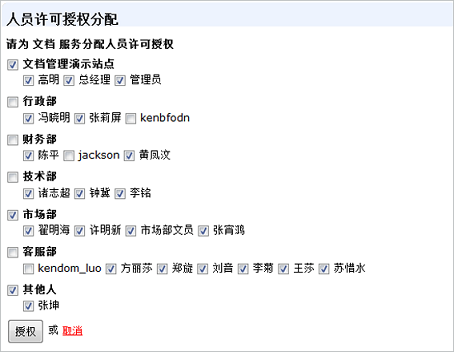 人员许可授权分配
请为 文档 服务分配人员许可授权
文档管理演示站点
高明 总经理 管理员
行政部
冯晓明 张莉屏 kenbfodn
财务部
陈平 jackson 黄凤汶
技术部
诸志超 钟冀 李铭
市场部
翟明海 许明新 市场部文员 张宵鸿
客服部
kendom_luo 方丽莎 郑旋 刘音 李菊 王莎 苏惜水
其他人
张坤
授权 或 取消